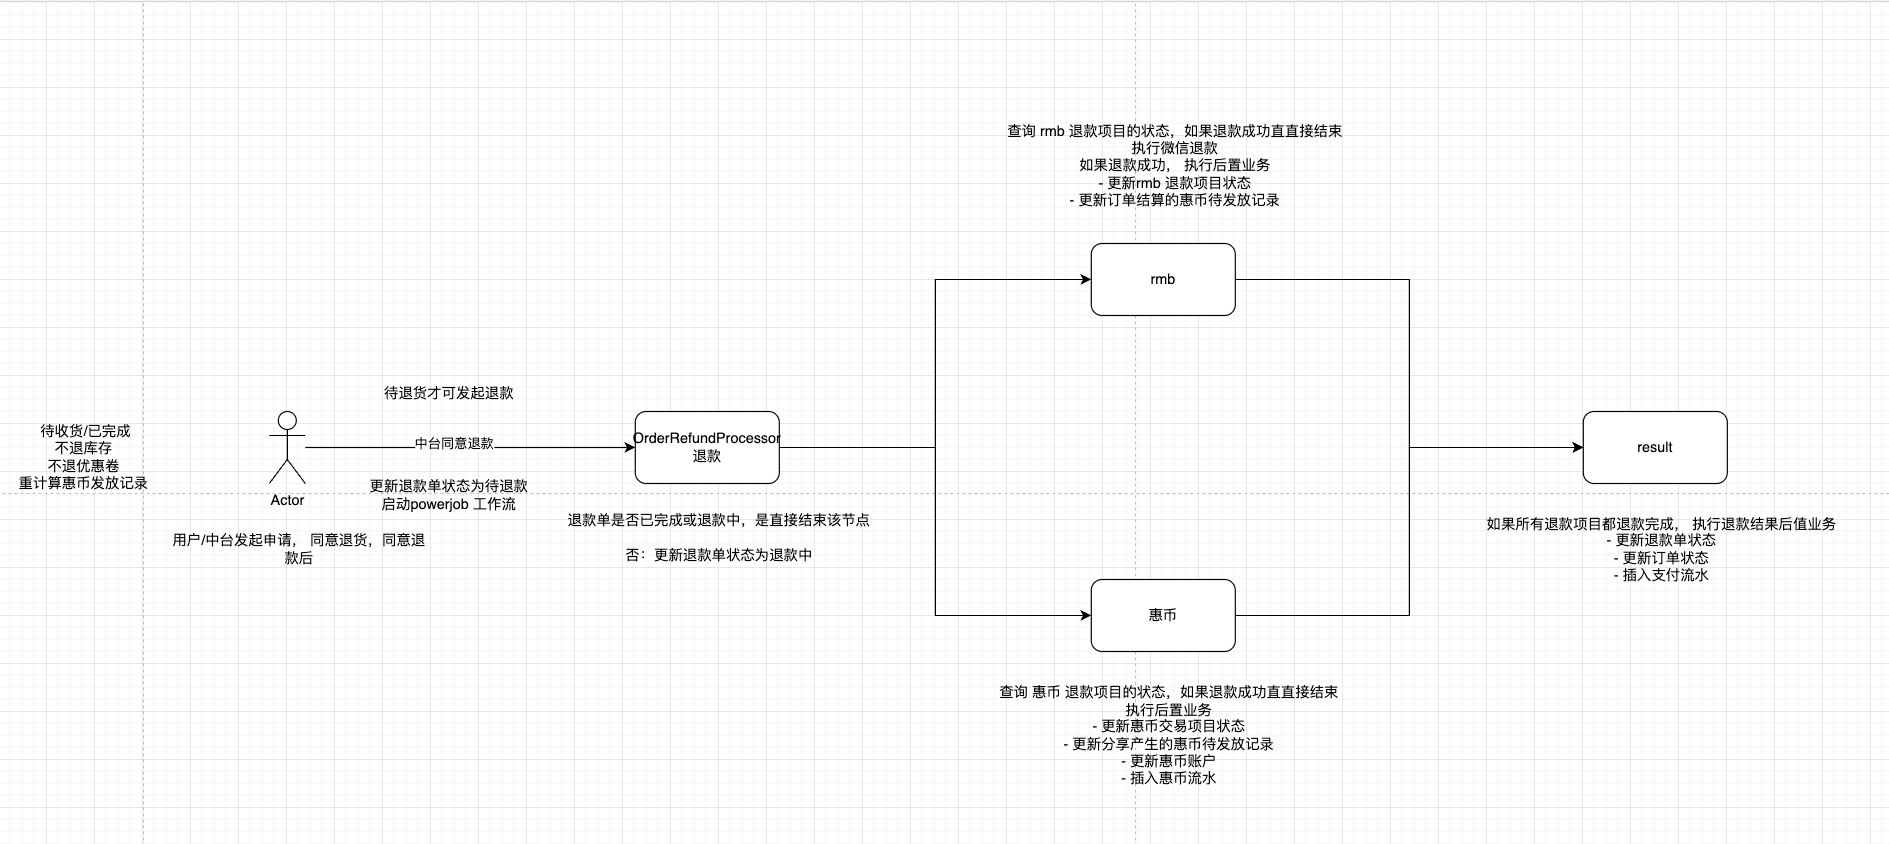 待收货/已完成
不退库存
不退优惠卷
重计算惠币发放记录
Actor
用户/中台发起申请， 同意退货，同意退
款后
待退货才可发起退款
中台同意退款
更新退款单状态为待退款
启动powerjob 工作流
OrderRefundProcessor
退款
退款单是否已完成或退款中，是直接结束该节点
否：更新退款单状态为退款中
查询 rmb 退款项目的状态，如果退款成功直直接结束
执行微信退款
如果退款成功， 执行后置业务
- 更新rmb 退款项目状态
- 更新订单结算的惠币待发放记录
rmb
惠币
查询 惠币 退款项目的状态，如果退款成功直直接结束
执行后置业务
- 更新惠币交易项目状态
- 更新分享产生的惠币待发放记录
- 更新惠币账户
- 插入惠币流水
result
如果所有退款项目都退款完成， 执行退款结果后值业务
- 更新退款单状态
- 更新订单状态
- 插入支付流水